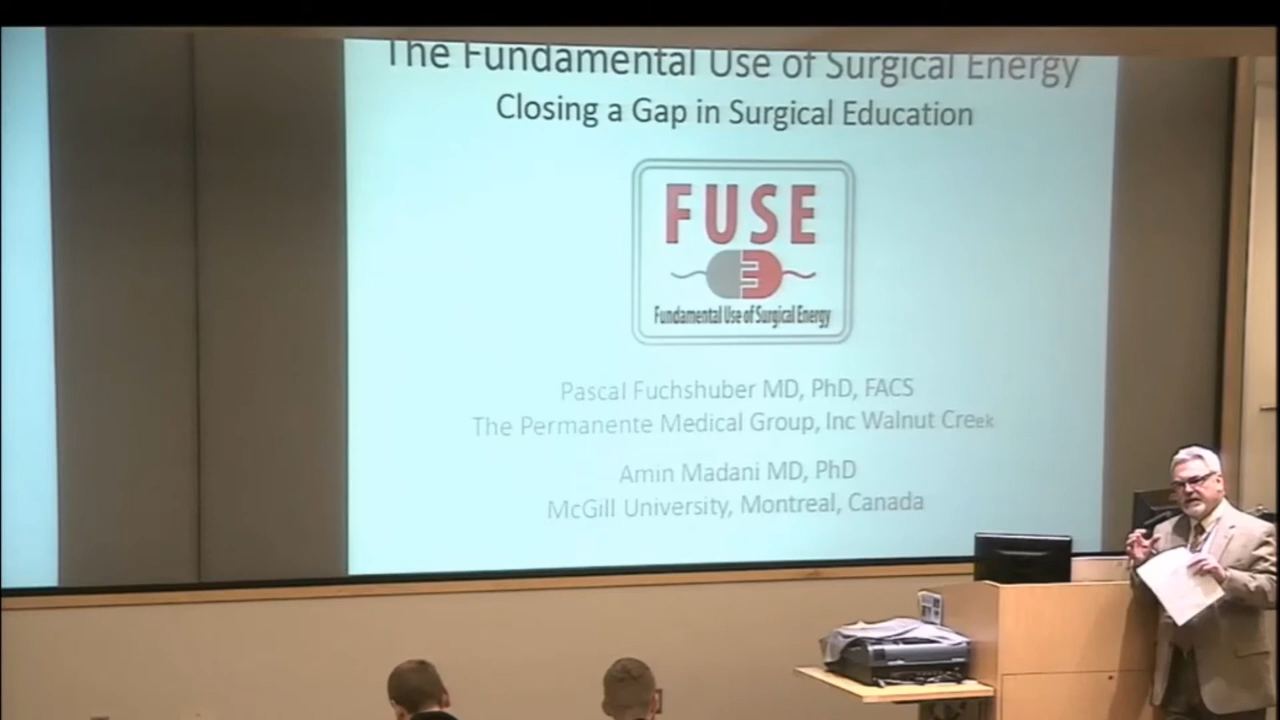 The Fundamental Use of Surgical Energy
Closing a Gap in Surgical Education
FUSE
Fundamental Use of Surgical Energy
Pascal Fuchshuber MD, PhD, FACS
The Permanente Medical Group, Inc Walnut Creek
Amin Madani MD, PhD
McGill University, Montreal, Canada